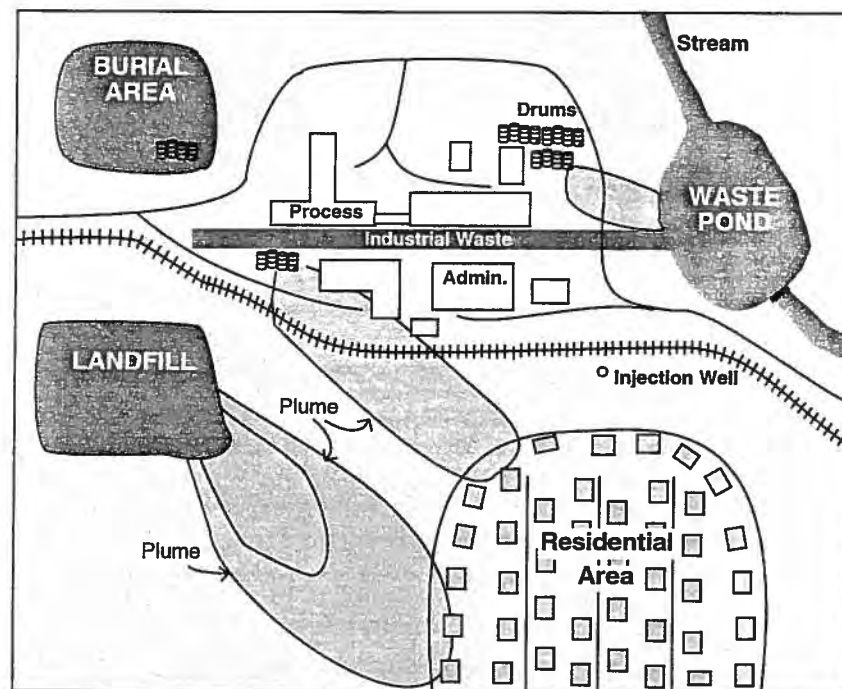 Stream
BURIAL
AREA
Drums
WASTE
POND
Process
Industrial Waste
Admin.
LANDFILL
Injection Well
Plume
Residential
Area
Plume